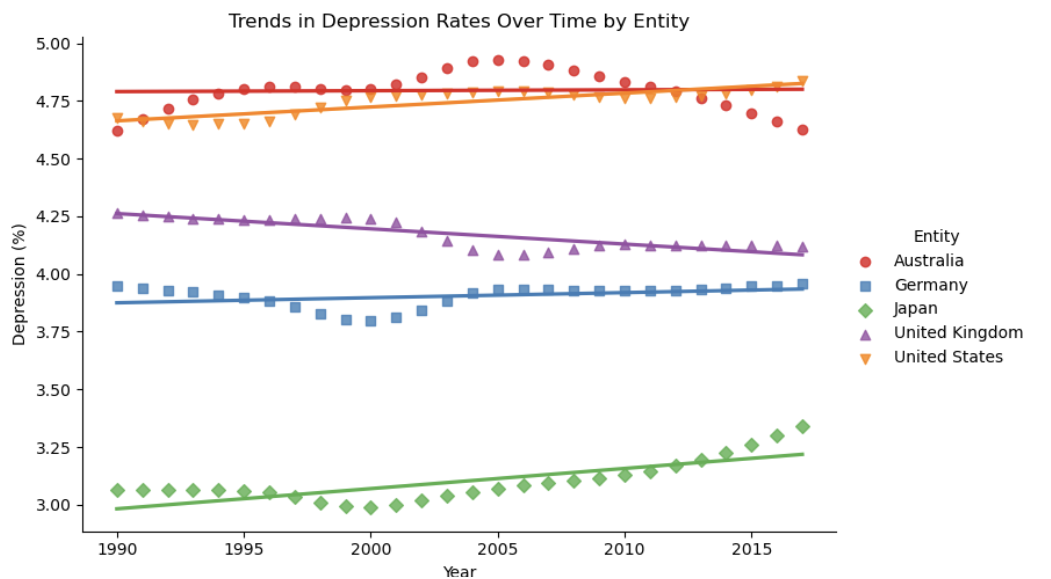 Trends in Depression Rates Over Time by Entity
5.00
4.75
4.50
4.25
4.00
3.75
3.50
3.25
3.00
Depression (%)
1990
1995
2000
2005
2010
2015
Year
Entity
Australia
Germany
Japan
United Kingdom
United States